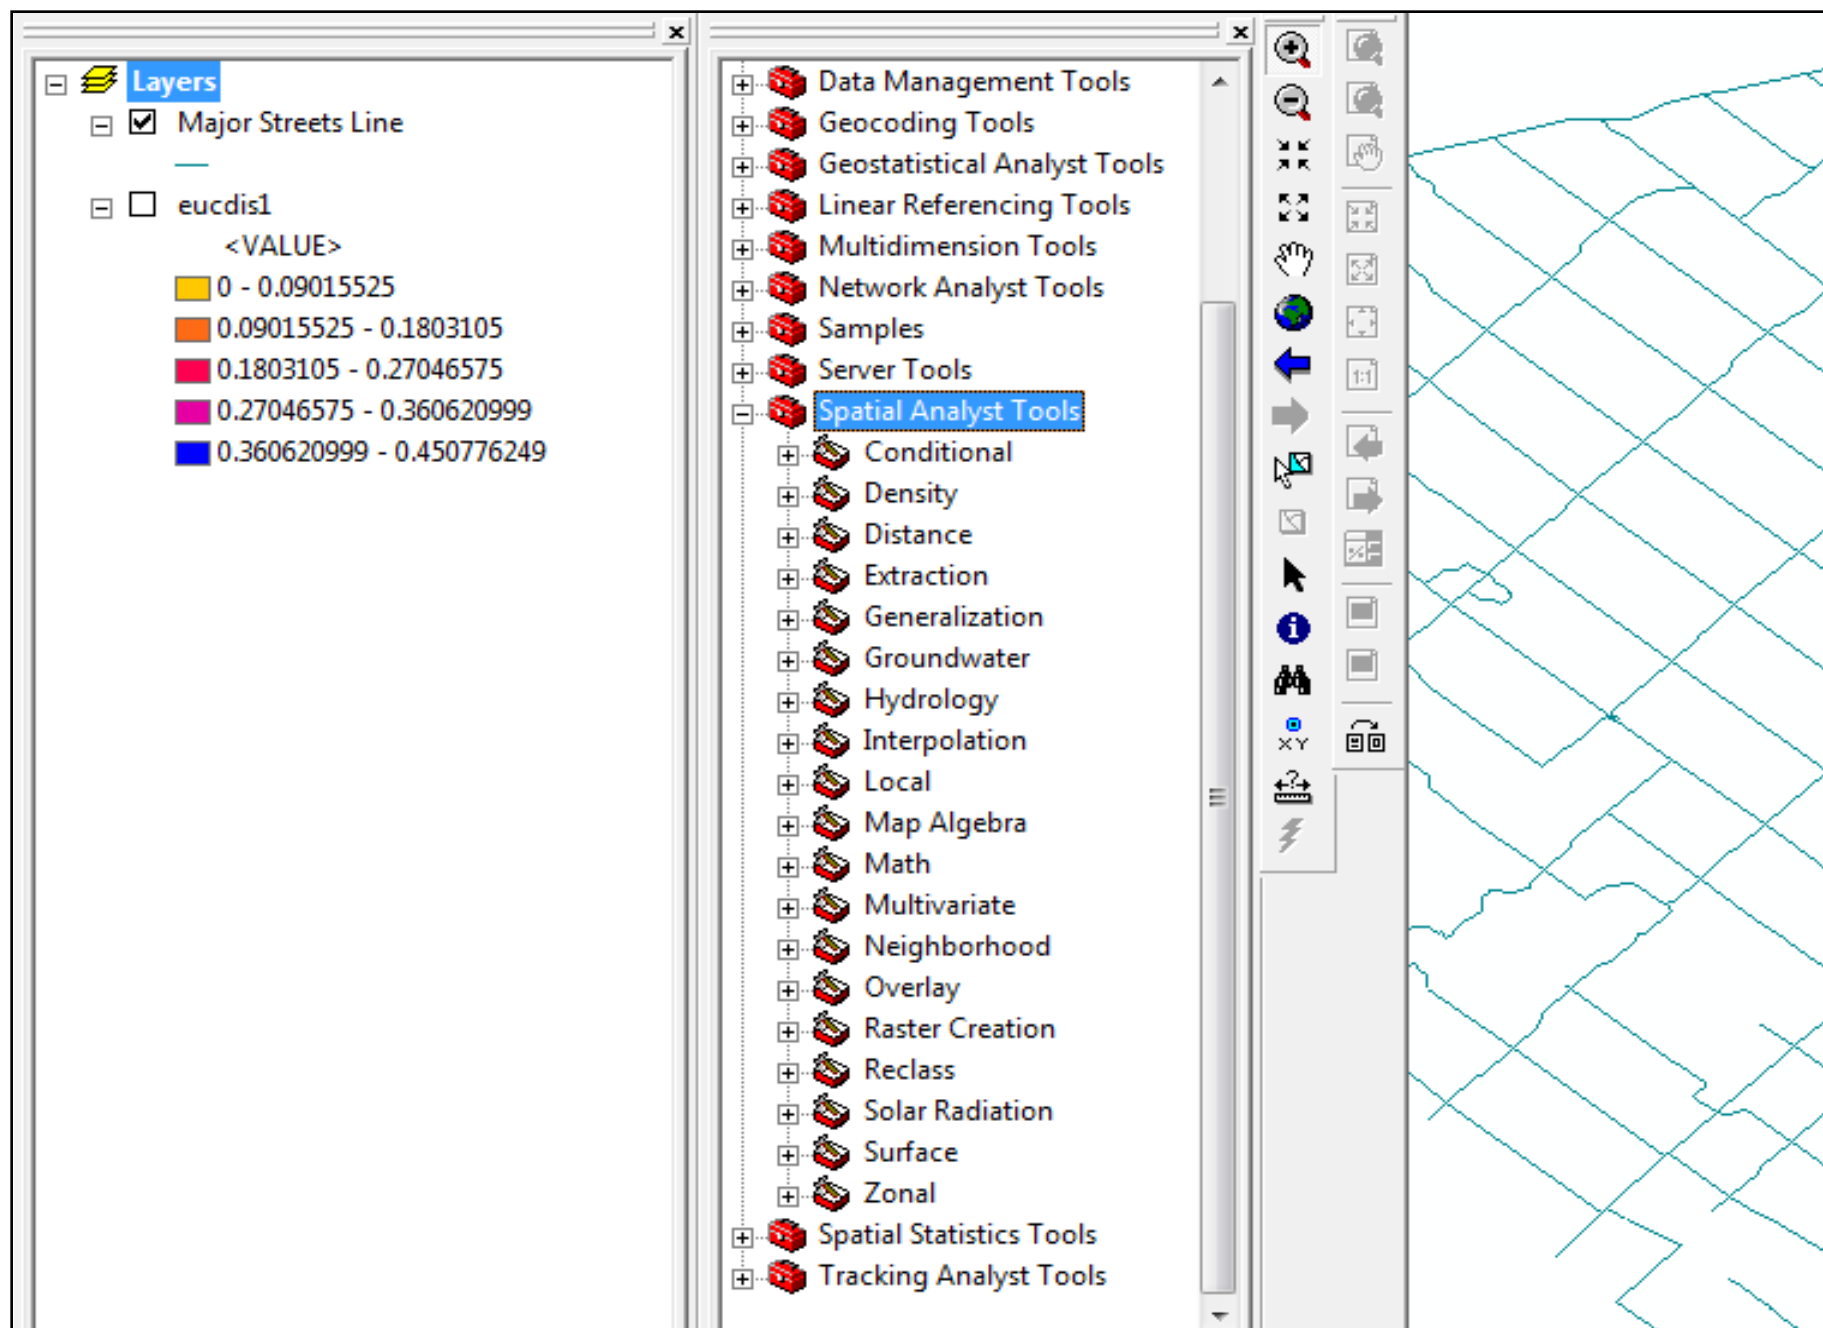 Layers
Major Streets Line
eucdis1
<VALUE>
0 - 0.09015525
0.09015525 - 0.1803105
0.1803105 - 0.27046575
0.27046575 - 0.360620999
0.360620999 - 0.450776249
Data Management Tools
Geocoding Tools
Geostatistical Analyst Tools
Linear Referencing Tools
Multidimension Tools
Network Analyst Tools
Samples
Server Tools
Spatial Analyst Tools
Conditional
Density
Distance
Extraction
Generalization
Groundwater
Hydrology
Interpolation
Local
Map Algebra
Math
Multivariate
Neighborhood
Overlay
Raster Creation
Reclass
Solar Radiation
Surface
Zonal
Spatial Statistics Tools
Tracking Analyst Tools
XY
1:1